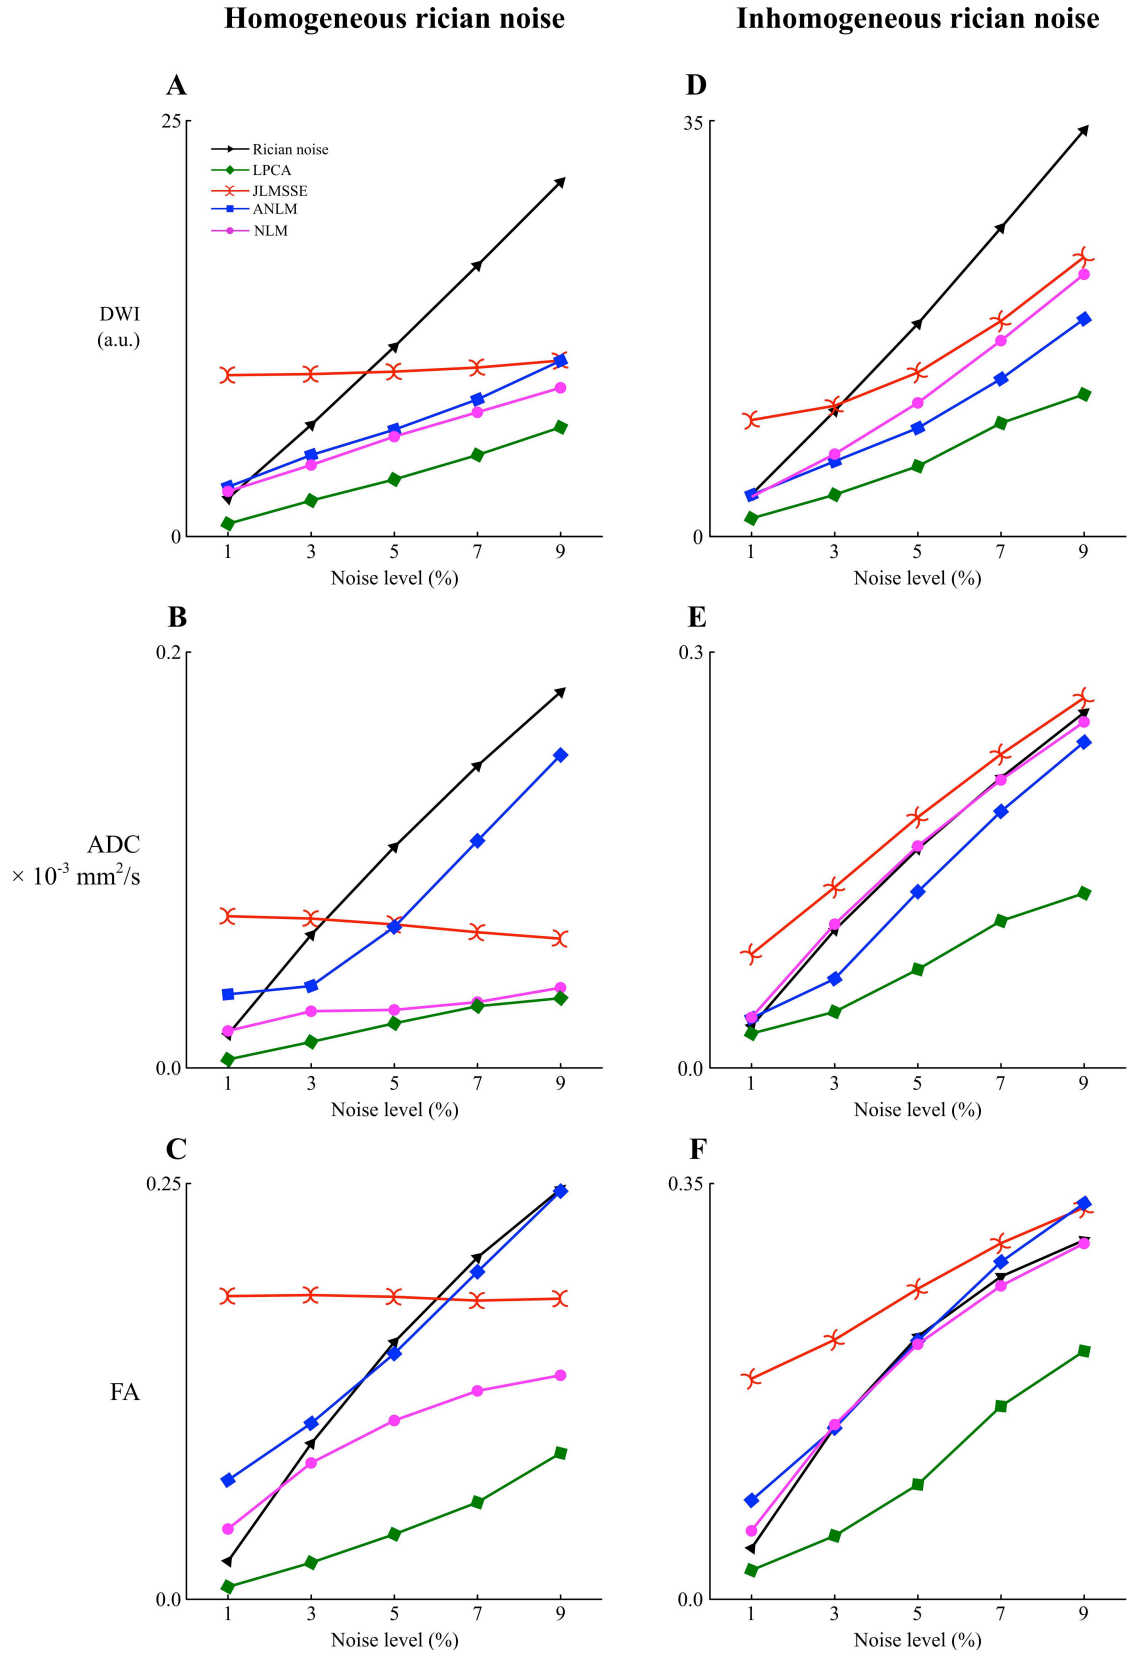 Homogeneous rician noise
Inhomogeneous rician noise
A
25
Rician noise
LPCA
JLMSSE
ANLM
NLM
DWI
(a.u.)
0
1 3 5 7 9
Noise level (%)
D
35
0
1 3 5 7 9
Noise level (%)
B
0.2
ADC
× 10⁻³ mm²/s
0.0
1 3 5 7 9
Noise level (%)
E
0.3
0.0
1 3 5 7 9
Noise level (%)
C
0.25
FA
0.0
1 3 5 7 9
Noise level (%)
F
0.35
0.0
1 3 5 7 9
Noise level (%)